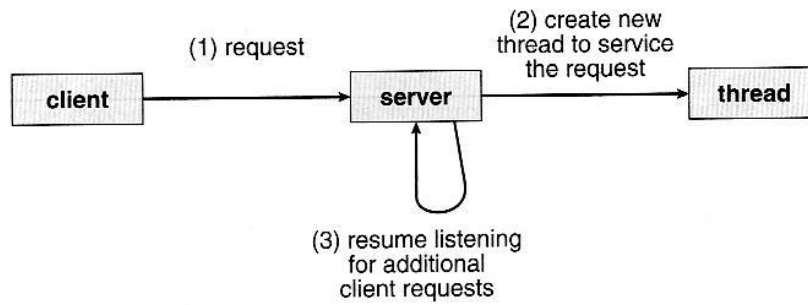 (1) request
(2) create new
thread to service
the request
client
server
thread
(3) resume listening
for additional
client requests